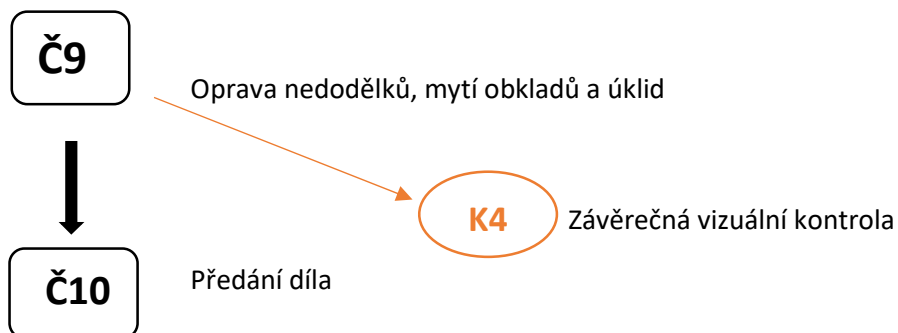 Č9
Oprava nedodělků, mytí obkladů a úklid
K4
Závěrečná vizuální kontrola
Č10
Předání díla